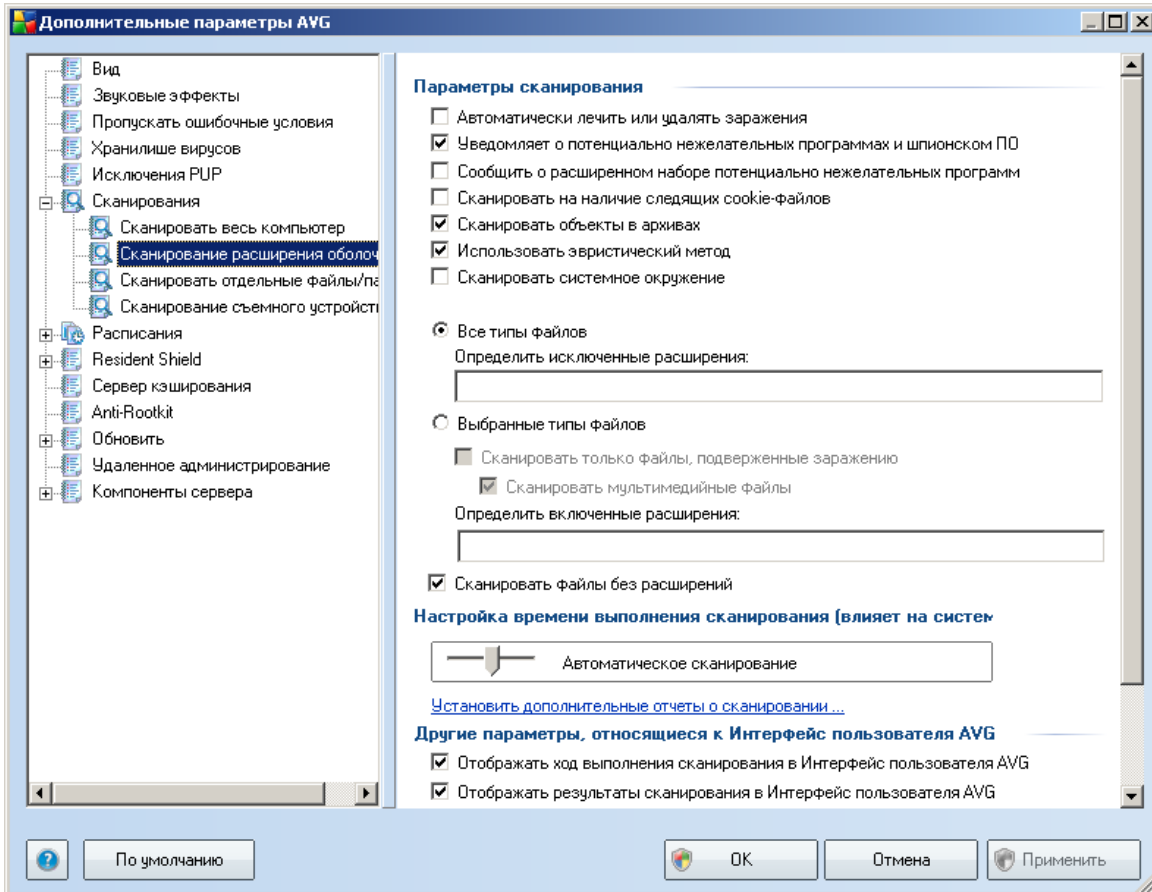 Дополнительные параметры AVG
Вид
Звуковые эффекты
Пропускать ошибочные условия
Хранилише вирусов
Исключения PUP
Сканирования
Сканировать весь компьютер
Сканирование расширения оболоч
Сканировать отдельные файлы/па
Сканирование съемного устройсти
Расписания
Resident Shield
Сервер кэширования
Anti-Rootkit
Обновить
Удаленное администрирование
Компоненты сервера
Параметры сканирования
Автоматически лечить или удалять заражения
Уведомляет о потенциально нежелательных программах и шпионском ПО
Сообщить о расширенном наборе потенциально нежелательных программ
Сканировать на наличие следящих cookie-файлов
Сканировать объекты в архивах
Использовать эвристический метод
Сканировать системное окружение
Все типы файлов
Определить исключенные расширения:
Выбранные типы файлов
Сканировать только файлы, подверженные заражению
Сканировать мультимедийные файлы
Определить включенные расширения:
Сканировать файлы без расширений
Настройка времени выполнения сканирования (влияет на систем
Автоматическое сканирование
Установить дополнительные отчеты о сканировании ...
Другие параметры, относящиеся к Интерфейс пользователя AVG
Отображать ход выполнения сканирования в Интерфейс пользователя AVG
Отображать результаты сканирования в Интерфейс пользователя AVG
По умолчанию
OK
Отмена
Применить